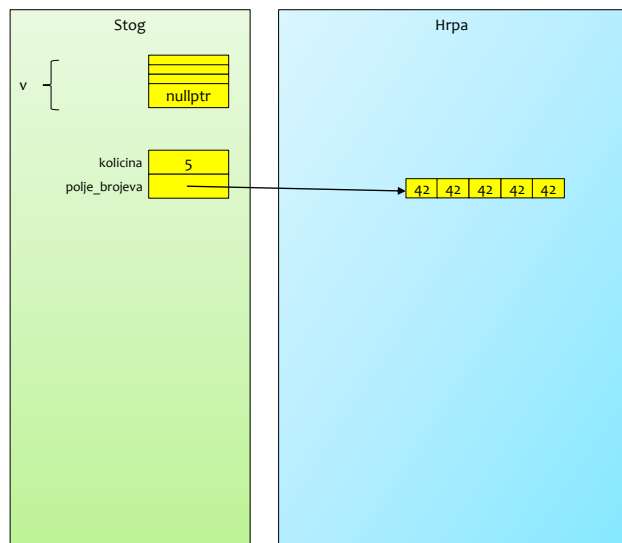 Stog
Hrpa
v
nullptr
kolicina
5
polje_brojeva
42 42 42 42 42